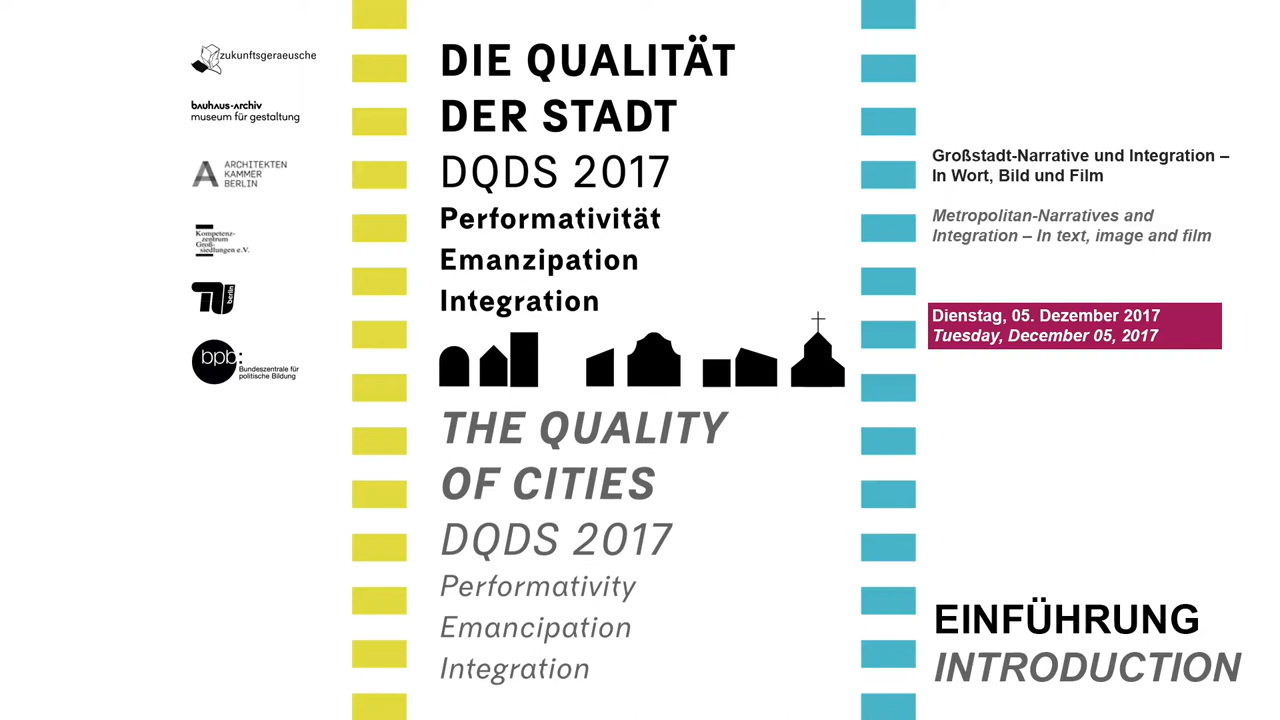 zukunftsgeraeusche
bauhaus-archiv
museum für gestaltung
ARCHITEKTEN
KAMMER
BERLIN
Kompetenz-
zentrum
Groß-
siedlungen e.V.
berlin
bpb:
Bundeszentrale für
politische Bildung
DIE QUALITÄT
DER STADT
DQDS 2017
Performativität
Emanzipation
Integration
THE QUALITY
OF CITIES
DQDS 2017
Performativity
Emancipation
Integration
Großstadt-Narrative und Integration –
In Wort, Bild und Film
Metropolitan-Narratives and
Integration – In text, image and film
Dienstag, 05. Dezember 2017
Tuesday, December 05, 2017
EINFÜHRUNG
INTRODUCTION